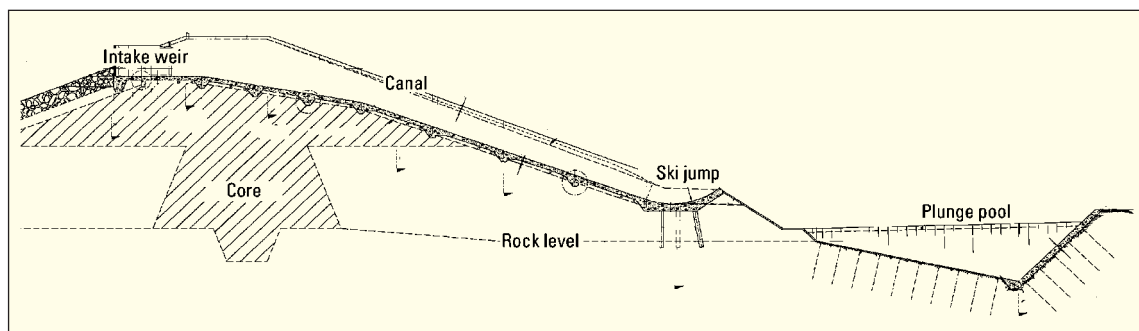 Intake weir
Canal
Core
Ski jump
Plunge pool
Rock level